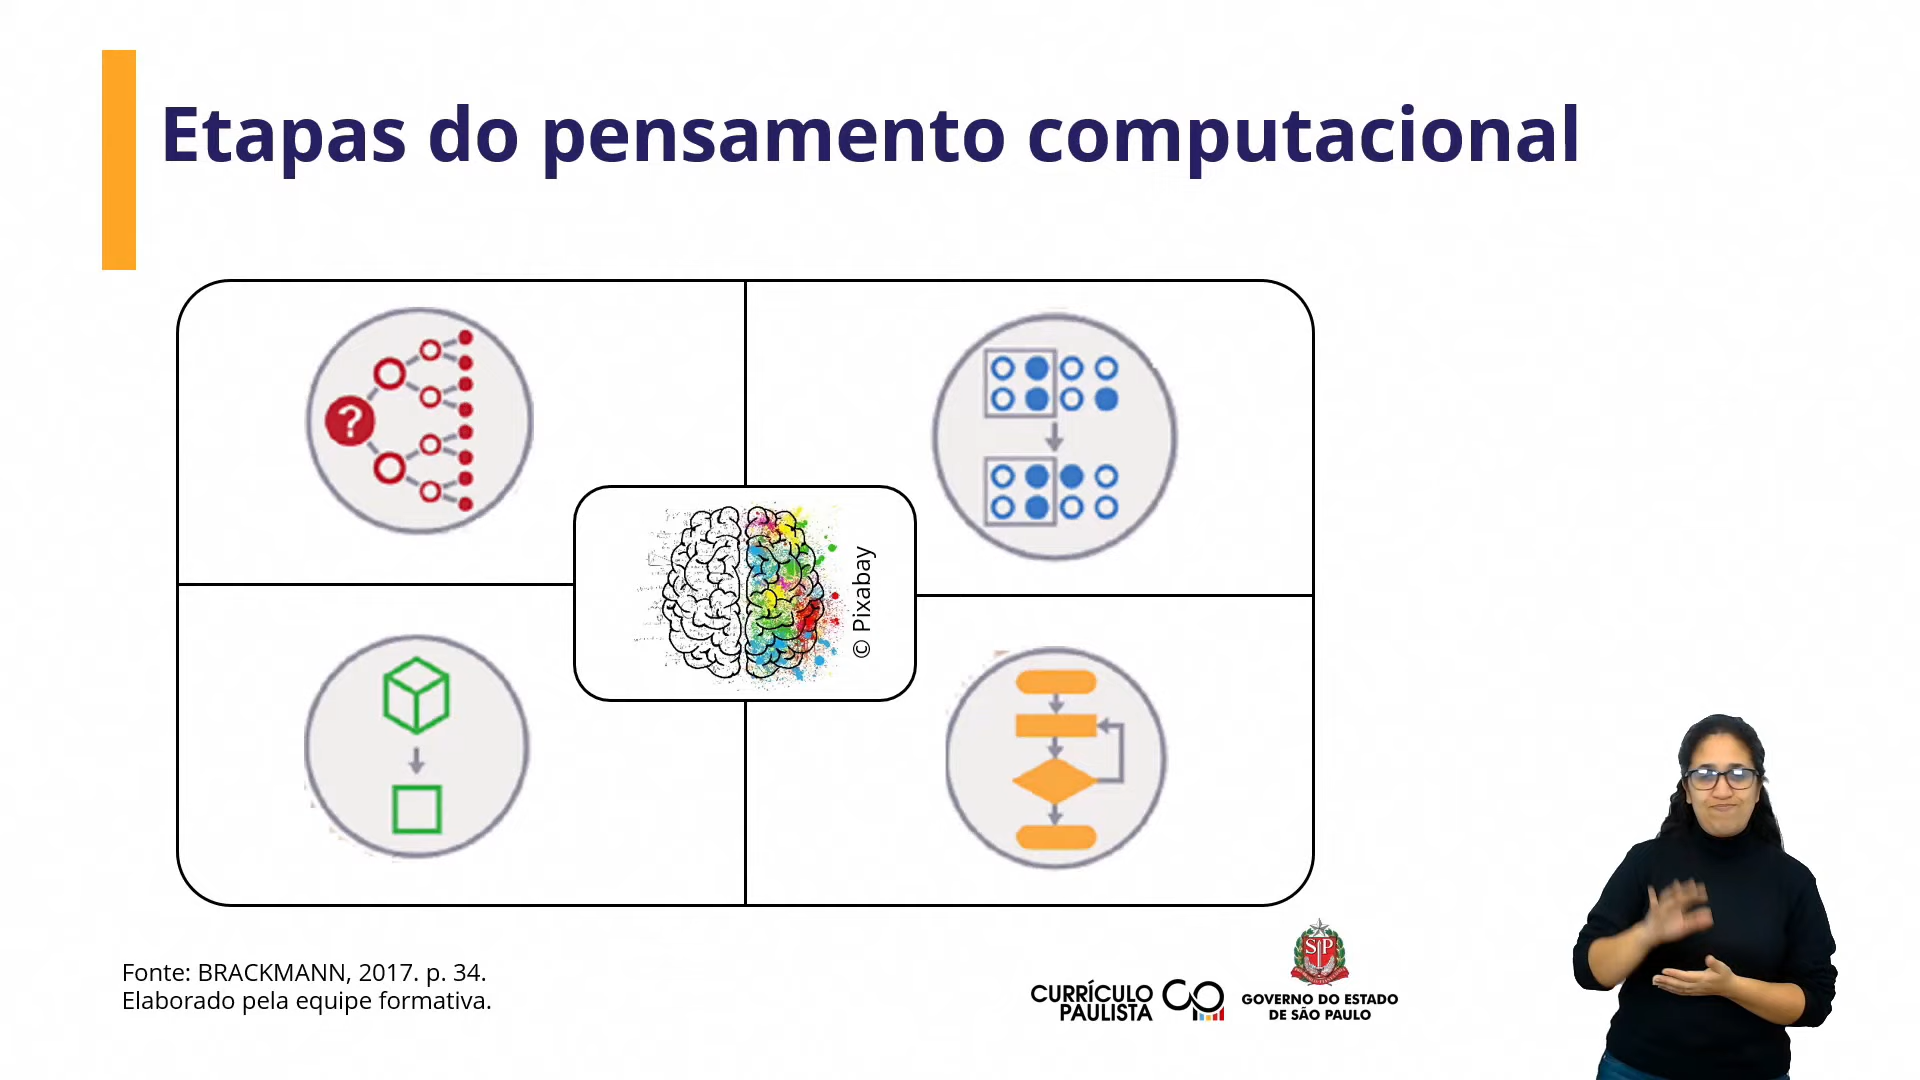 Etapas do pensamento computacional
?
© Pixabay
Fonte: BRACKMANN, 2017. p. 34.
Elaborado pela equipe formativa.
CURRÍCULO
PAULISTA
SP
GOVERNO DO ESTADO
DE SÃO PAULO